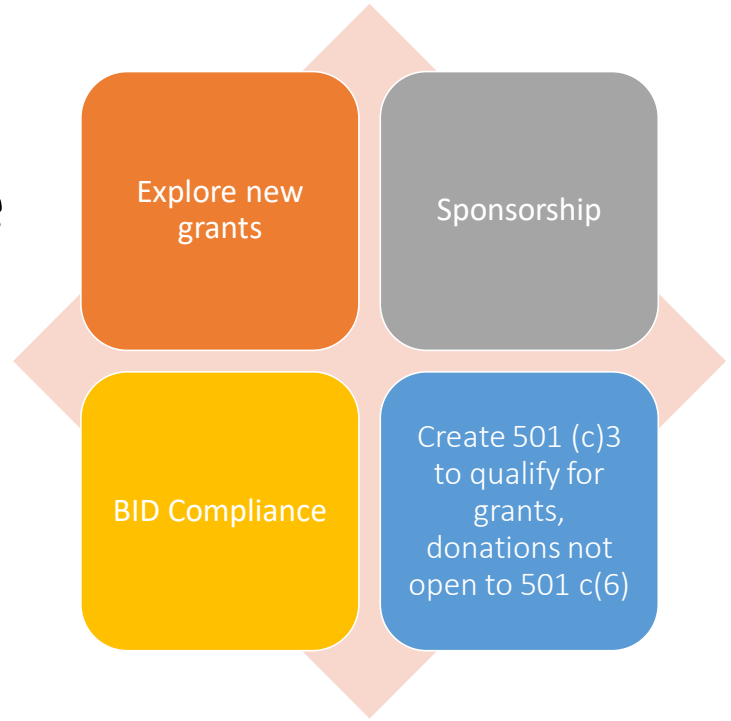 Explore new
grants
Sponsorship
BID Compliance
Create 501 (c)3
to qualify for
grants,
donations not
open to 501 c(6)